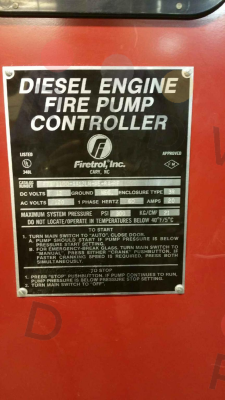 DIESEL ENGINE
FIRE PUMP
CONTROLLER
Firetrol, Inc.
CARY, NC
LISTED
APPROVED
UL
340L
DC VOLTS GROUND ENCLOSURE TYPE
AC VOLTS 1 PHASE HERTZ AMPS
MAXIMUM SYSTEM PRESSURE PSI KG/CM²
DO NOT LOCATE/OPERATE IN TEMPERATURES BELOW 40°F/5°C
TO START
1. TURN MAIN SWITCH TO "AUTO". CLOSE DOOR.
A. PUMP SHOULD START IF PRESSURE IS BELOW
PRESSURE START SETTING.
B. FOR EMERGENCY-BREAK GLASS. TURN MAIN SWITCH TO
"MANUAL". PRESS EITHER "CRANK" PUSHBUTTON. IF
FASTER CRANKING SPEED IS REQUIRED, PRESS BOTH
SIMULTANEOUSLY.
TO STOP
1. PRESS "STOP" PUSHBUTTON. IF PUMP CONTINUES TO RUN,
PUMP PRESSURE IS BELOW PRESSURE STOP SETTING.
2. TURN MAIN SWITCH TO "OFF".